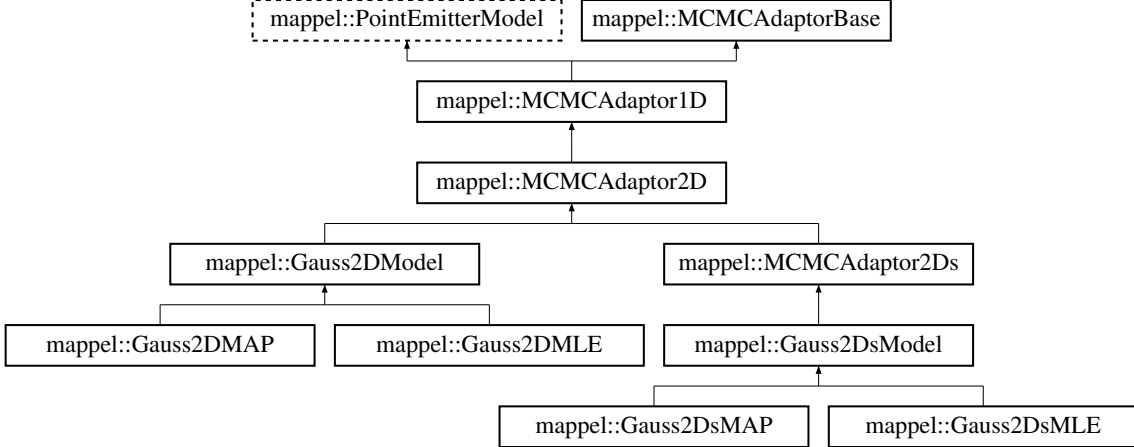 mappel::PointEmitterModel
mappel::MCMCAdaptorBase
mappel::MCMCAdaptor1D
mappel::MCMCAdaptor2D
mappel::Gauss2DModel
mappel::MCMCAdaptor2Ds
mappel::Gauss2DMAP
mappel::Gauss2DMLE
mappel::Gauss2DsModel
mappel::Gauss2DsMAP
mappel::Gauss2DsMLE